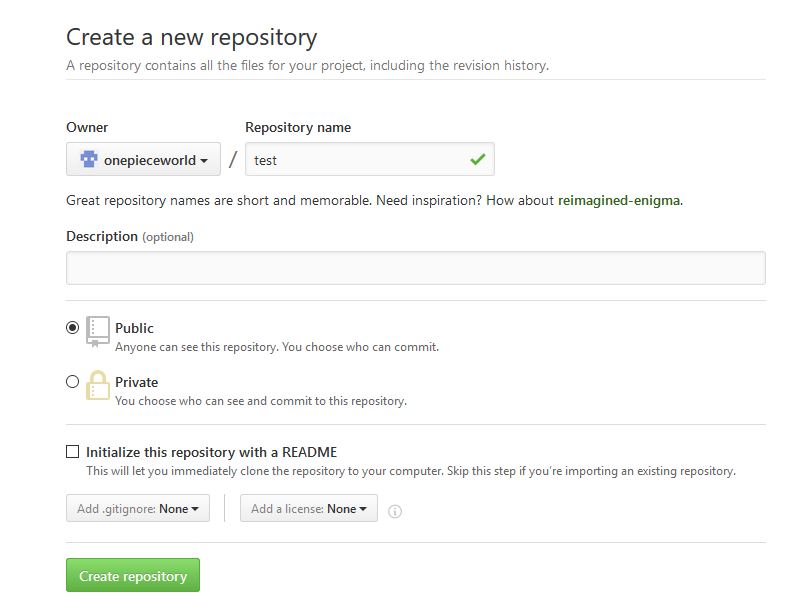 Create a new repository
A repository contains all the files for your project, including the revision history.
Owner
Repository name
onepieceworld
/
test
Great repository names are short and memorable. Need inspiration? How about reimagined-enigma.
Description (optional)
Public
Anyone can see this repository. You choose who can commit.
Private
You choose who can see and commit to this repository.
Initialize this repository with a README
This will let you immediately clone the repository to your computer. Skip this step if you’re importing an existing repository.
Add .gitignore: None
Add a license: None
Create repository